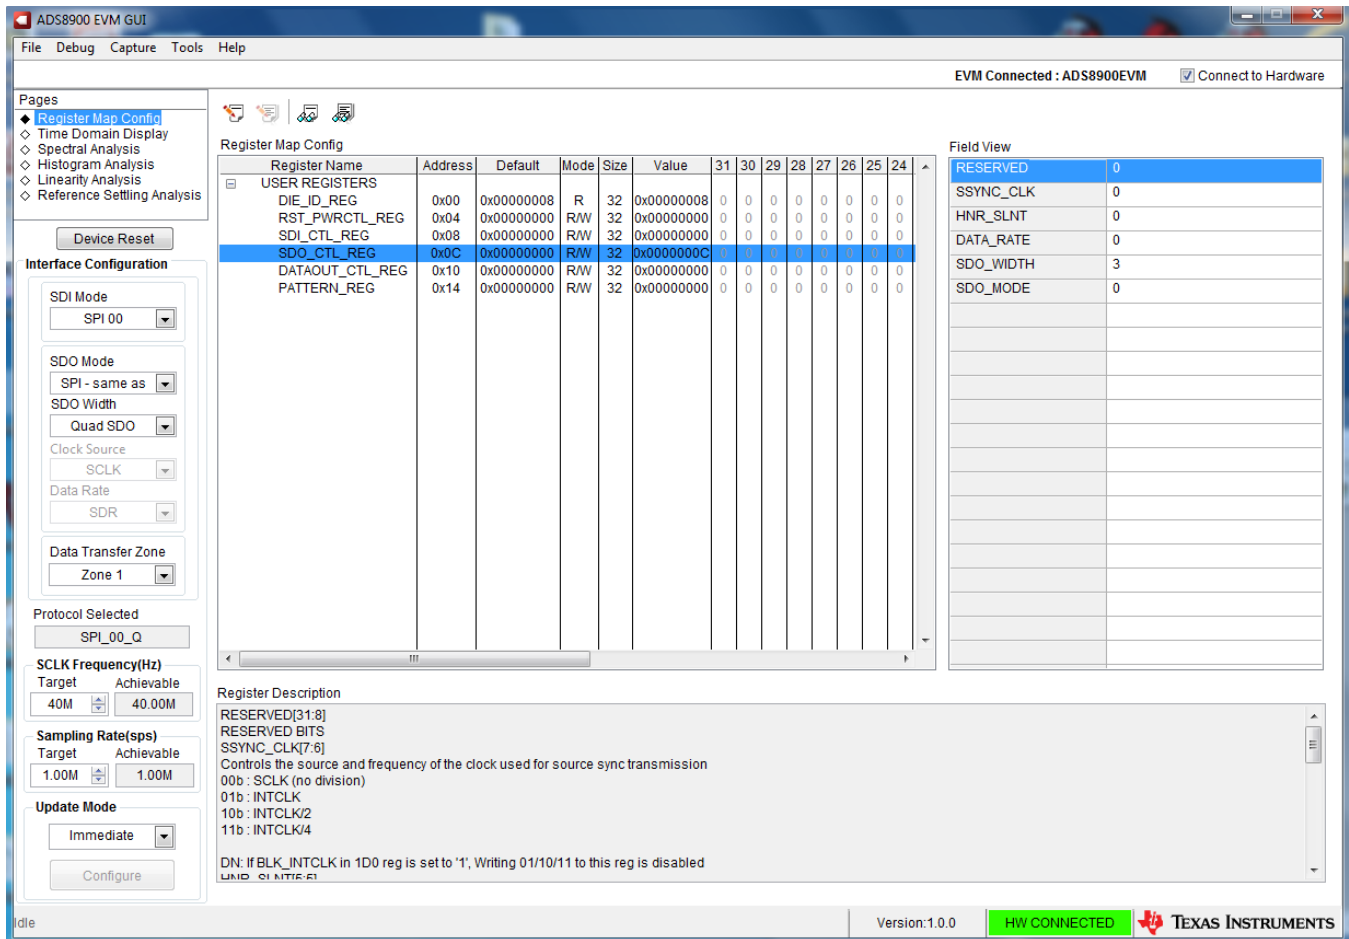 ADS8900 EVM GUI
File Debug Capture Tools Help
EVM Connected : ADS8900EVM Connect to Hardware
Pages
Register Map Config
Time Domain Display
Spectral Analysis
Histogram Analysis
Linearity Analysis
Reference Settling Analysis
Device Reset
Interface Configuration
SDI Mode
SPI 00
SDO Mode
SPI - same as
SDO Width
Quad SDO
Clock Source
SCLK
Data Rate
SDR
Data Transfer Zone
Zone 1
Protocol Selected
SPI_00_Q
SCLK Frequency(Hz)
Target Achievable
40M 40.00M
Sampling Rate(sps)
Target Achievable
1.00M 1.00M
Update Mode
Immediate
Configure
Register Map Config
Register Name Address Default Mode Size Value 31 30 29 28 27 26 25 24
USER REGISTERS
DIE_ID_REG 0x00 0x00000008 R 32 0x00000008 0 0 0 0 0 0 0 0
RST_PWRCTL_REG 0x04 0x00000000 R/W 32 0x00000000 0 0 0 0 0 0 0 0
SDI_CTL_REG 0x08 0x00000000 R/W 32 0x00000000 0 0 0 0 0 0 0 0
SDO_CTL_REG 0x0C 0x00000000 R/W 32 0x0000000C 0 0 0 0 0 0 0 0
DATAOUT_CTL_REG 0x10 0x00000000 R/W 32 0x00000000 0 0 0 0 0 0 0 0
PATTERN_REG 0x14 0x00000000 R/W 32 0x00000000 0 0 0 0 0 0 0 0
Field View
RESERVED 0
SSYNC_CLK 0
HNR_SLNT 0
DATA_RATE 0
SDO_WIDTH 3
SDO_MODE 0
Register Description
RESERVED[31:8]
RESERVED BITS
SSYNC_CLK[7:6]
Controls the source and frequency of the clock used for source sync transmission
00b : SCLK (no division)
01b : INTCLK
10b : INTCLK/2
11b : INTCLK/4
DN: If BLK_INTCLK in 1D0 reg is set to '1', Writing 01/10/11 to this reg is disabled
HNR_SLNT[5:5]
Idle
Version:1.0.0 HW CONNECTED TEXAS INSTRUMENTS